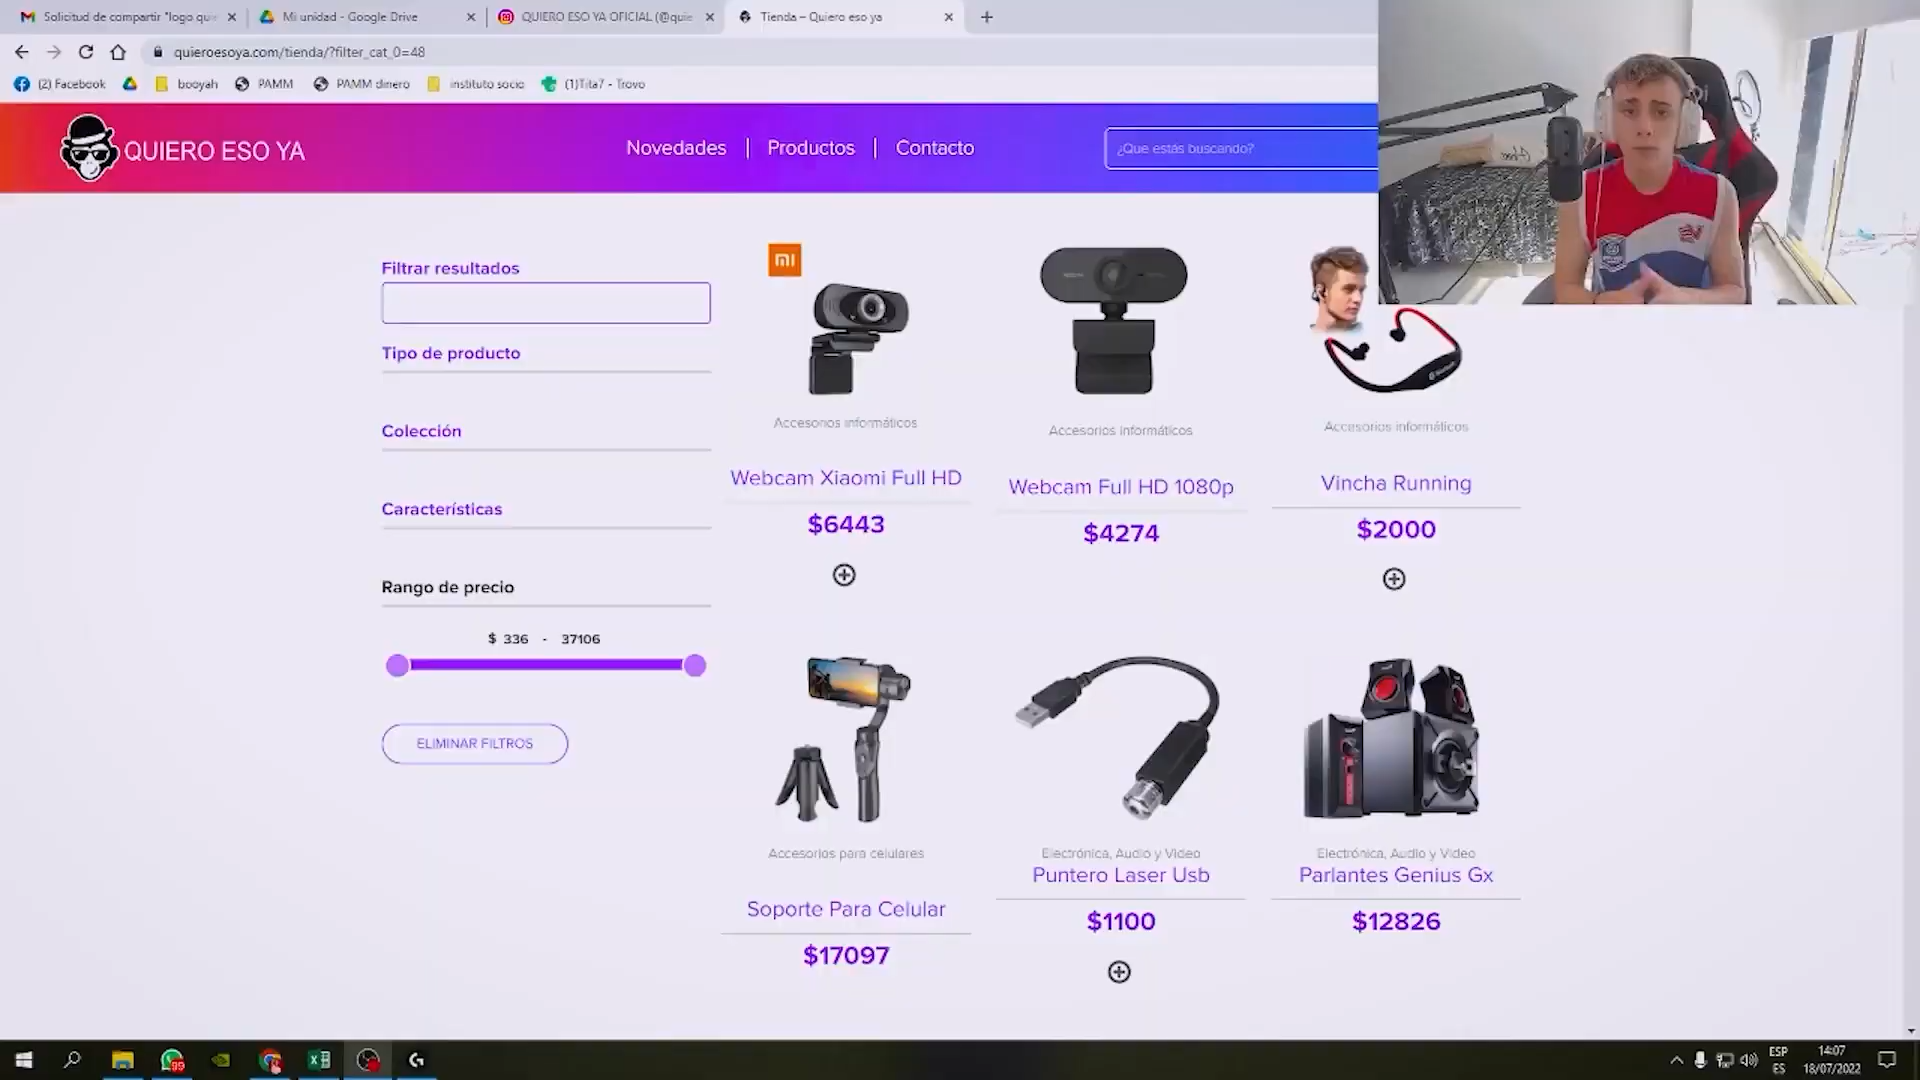 Solicitud de compartir "logo quie
Mi unidad - Google Drive
QUIERO ESO YA OFICIAL (@quie
Tienda – Quiero eso ya
quieroesoya.com/tienda/?filter_cat_0=48
(2) Facebook
booyah
PAMM
PAMM dinero
instituto socio
(1)Tita7 - Trovo
QUIERO ESO YA
Novedades
Productos
Contacto
¿Que estás buscando?
Filtrar resultados
Tipo de producto
Colección
Características
Rango de precio
$ 336 - 37106
ELIMINAR FILTROS
mi
Accesorios informáticos
Webcam Xiaomi Full HD
$6443
Accesorios informáticos
Webcam Full HD 1080p
$4274
Accesorios informáticos
Vincha Running
$2000
Accesorios para celulares
Soporte Para Celular
$17097
Electrónica, Audio y Video
Puntero Laser Usb
$1100
Electrónica, Audio y Video
Parlantes Genius Gx
$12826
99
ESP
ES
14:07
18/07/2022